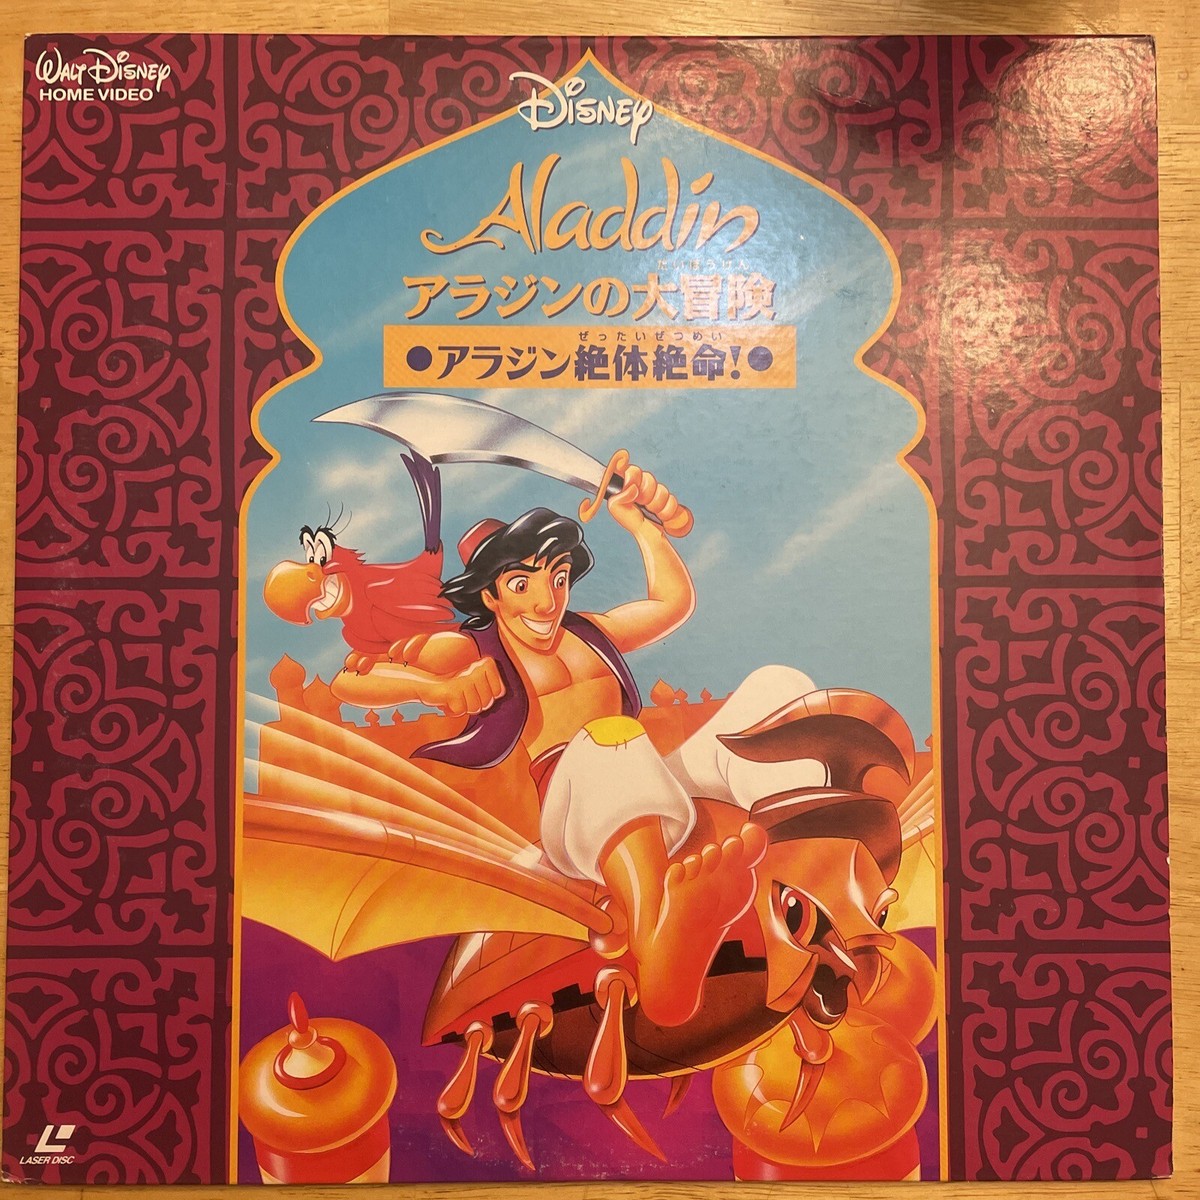 WALT DISNEY
HOME VIDEO
DISNEY
Aladdin
だいぼうけん
アラジンの大冒険
ぜったいぜつめい
●アラジン絶体絶命!●
LASER DISC